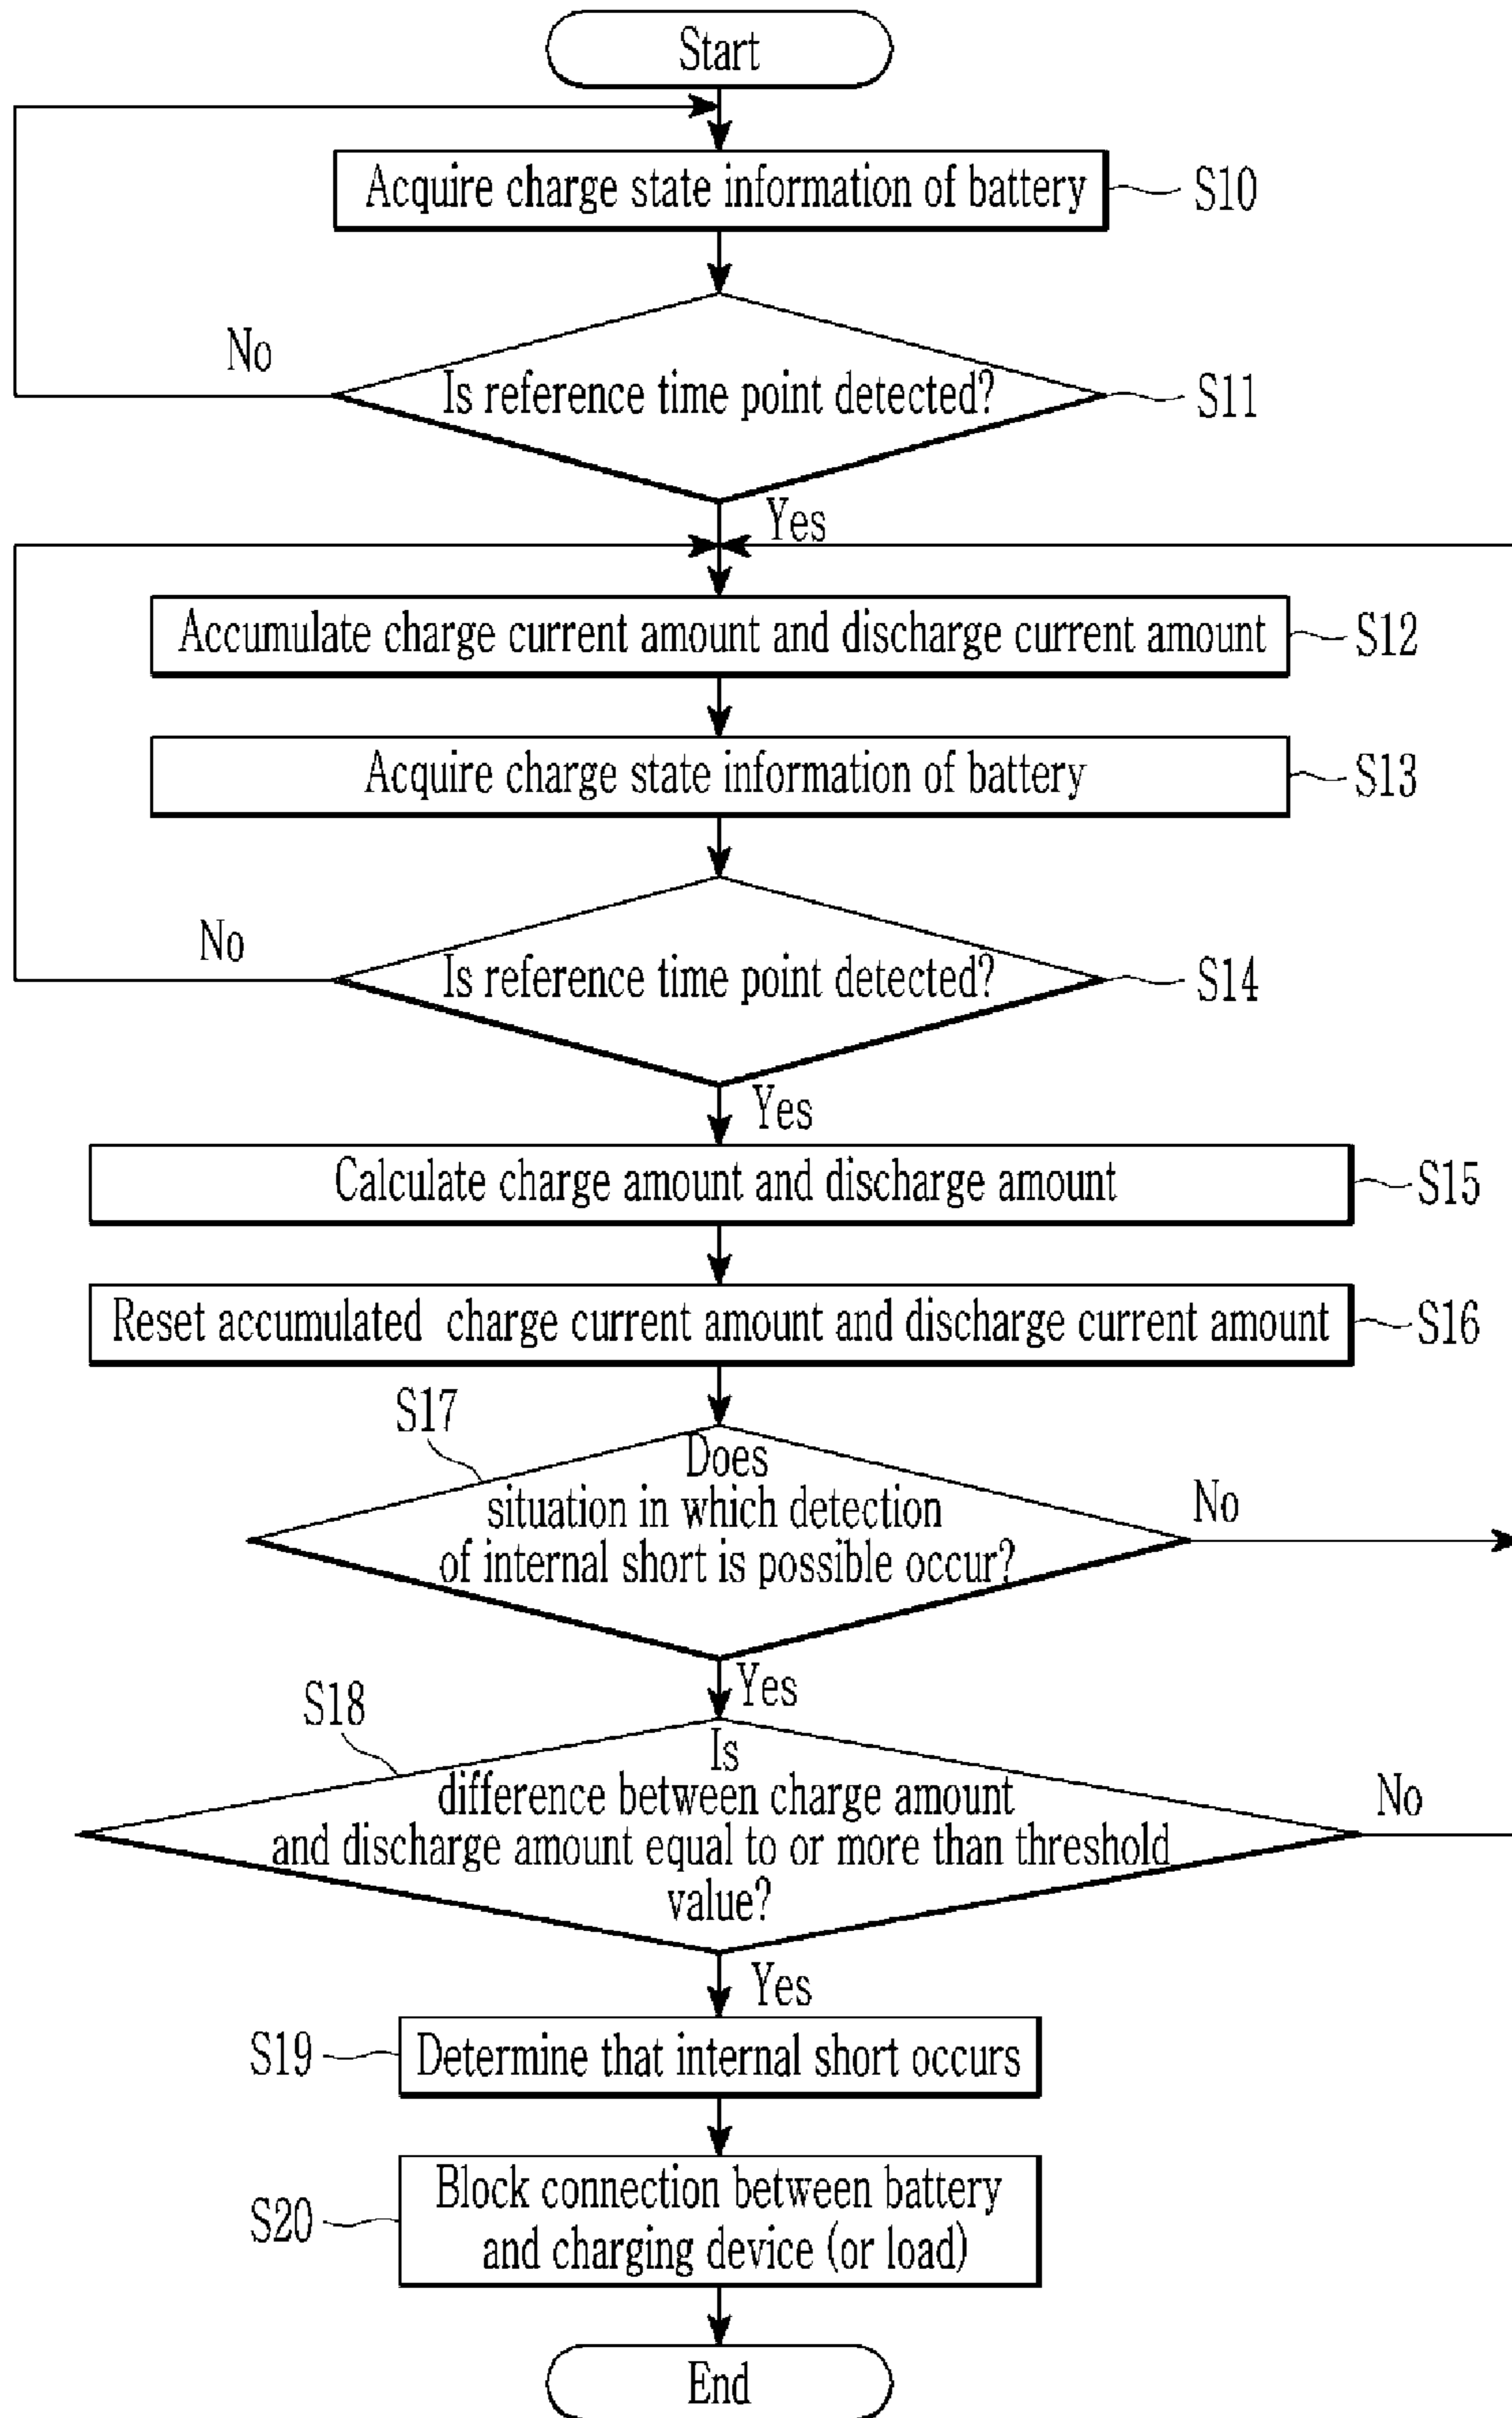 Start
Acquire charge state information of battery
S10
No
Is reference time point detected?
S11
Yes
Accumulate charge current amount and discharge current amount
S12
Acquire charge state information of battery
S13
No
Is reference time point detected?
S14
Yes
Calculate charge amount and discharge amount
S15
Reset accumulated charge current amount and discharge current amount
S16
S17
Does
situation in which detection
of internal short is possible occur?
No
Yes
S18
Is
difference between charge amount
and discharge amount equal to or more than threshold
value?
No
Yes
S19
Determine that internal short occurs
S20
Block connection between battery
and charging device (or load)
End